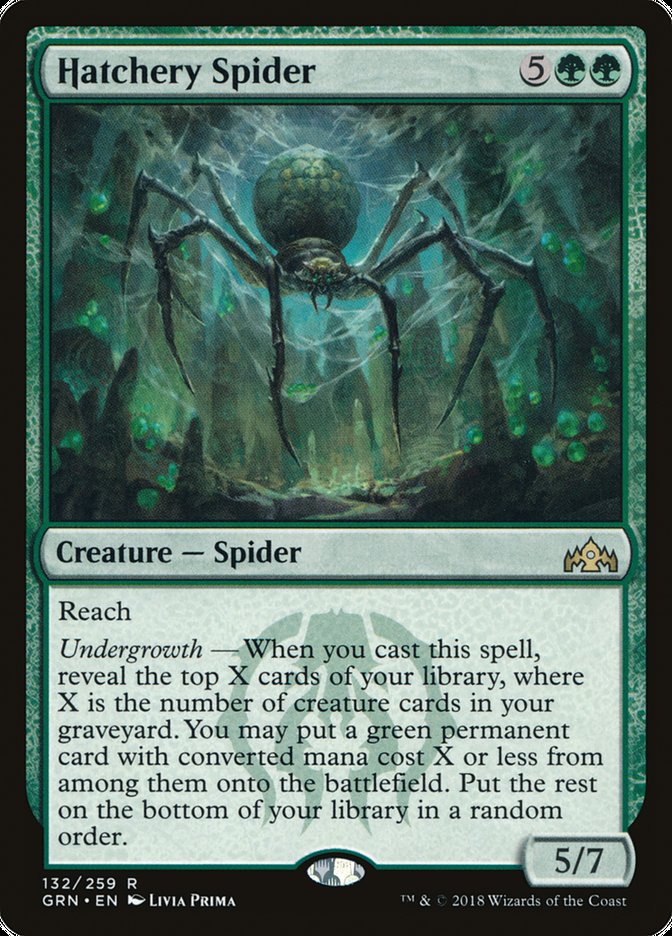 Hatchery Spider 5
Creature — Spider
Reach
Undergrowth — When you cast this spell,
reveal the top X cards of your library, where
X is the number of creature cards in your
graveyard. You may put a green permanent
card with converted mana cost X or less from
among them onto the battlefield. Put the rest
on the bottom of your library in a random
order.
5/7
132/259 R
GRN • EN Livia Prima
™ & © 2018 Wizards of the Coast